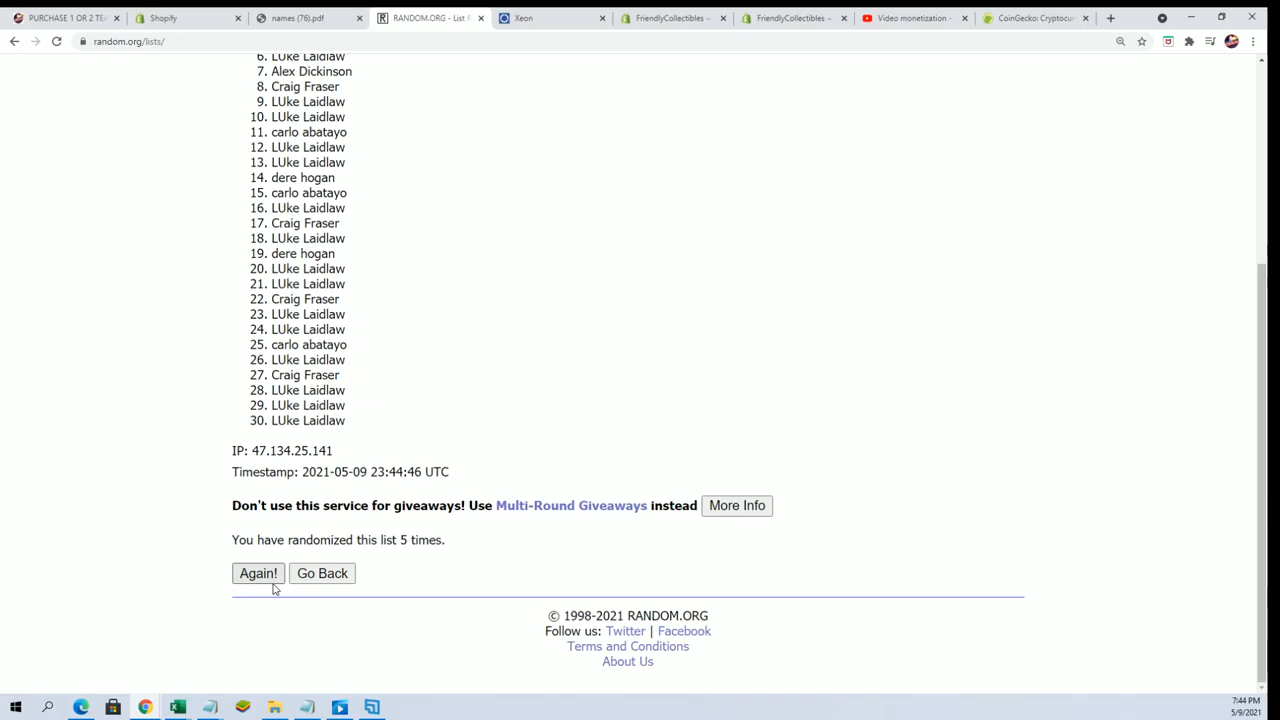 PURCHASE 1 OR 2 TEA
Shopify
names (76).pdf
RANDOM.ORG - List R
Xeon
FriendlyCollectibles –
FriendlyCollectibles –
Video monetization -
CoinGecko: Cryptocur
random.org/lists/
6. LUke Laidlaw
7. Alex Dickinson
8. Craig Fraser
9. LUke Laidlaw
10. LUke Laidlaw
11. carlo abatayo
12. LUke Laidlaw
13. LUke Laidlaw
14. dere hogan
15. carlo abatayo
16. LUke Laidlaw
17. Craig Fraser
18. LUke Laidlaw
19. dere hogan
20. LUke Laidlaw
21. LUke Laidlaw
22. Craig Fraser
23. LUke Laidlaw
24. LUke Laidlaw
25. carlo abatayo
26. LUke Laidlaw
27. Craig Fraser
28. LUke Laidlaw
29. LUke Laidlaw
30. LUke Laidlaw
IP: 47.134.25.141
Timestamp: 2021-05-09 23:44:46 UTC
Don't use this service for giveaways! Use Multi-Round Giveaways instead More Info
You have randomized this list 5 times.
Again! Go Back
© 1998-2021 RANDOM.ORG
Follow us: Twitter | Facebook
Terms and Conditions
About Us
7:44 PM
5/9/2021